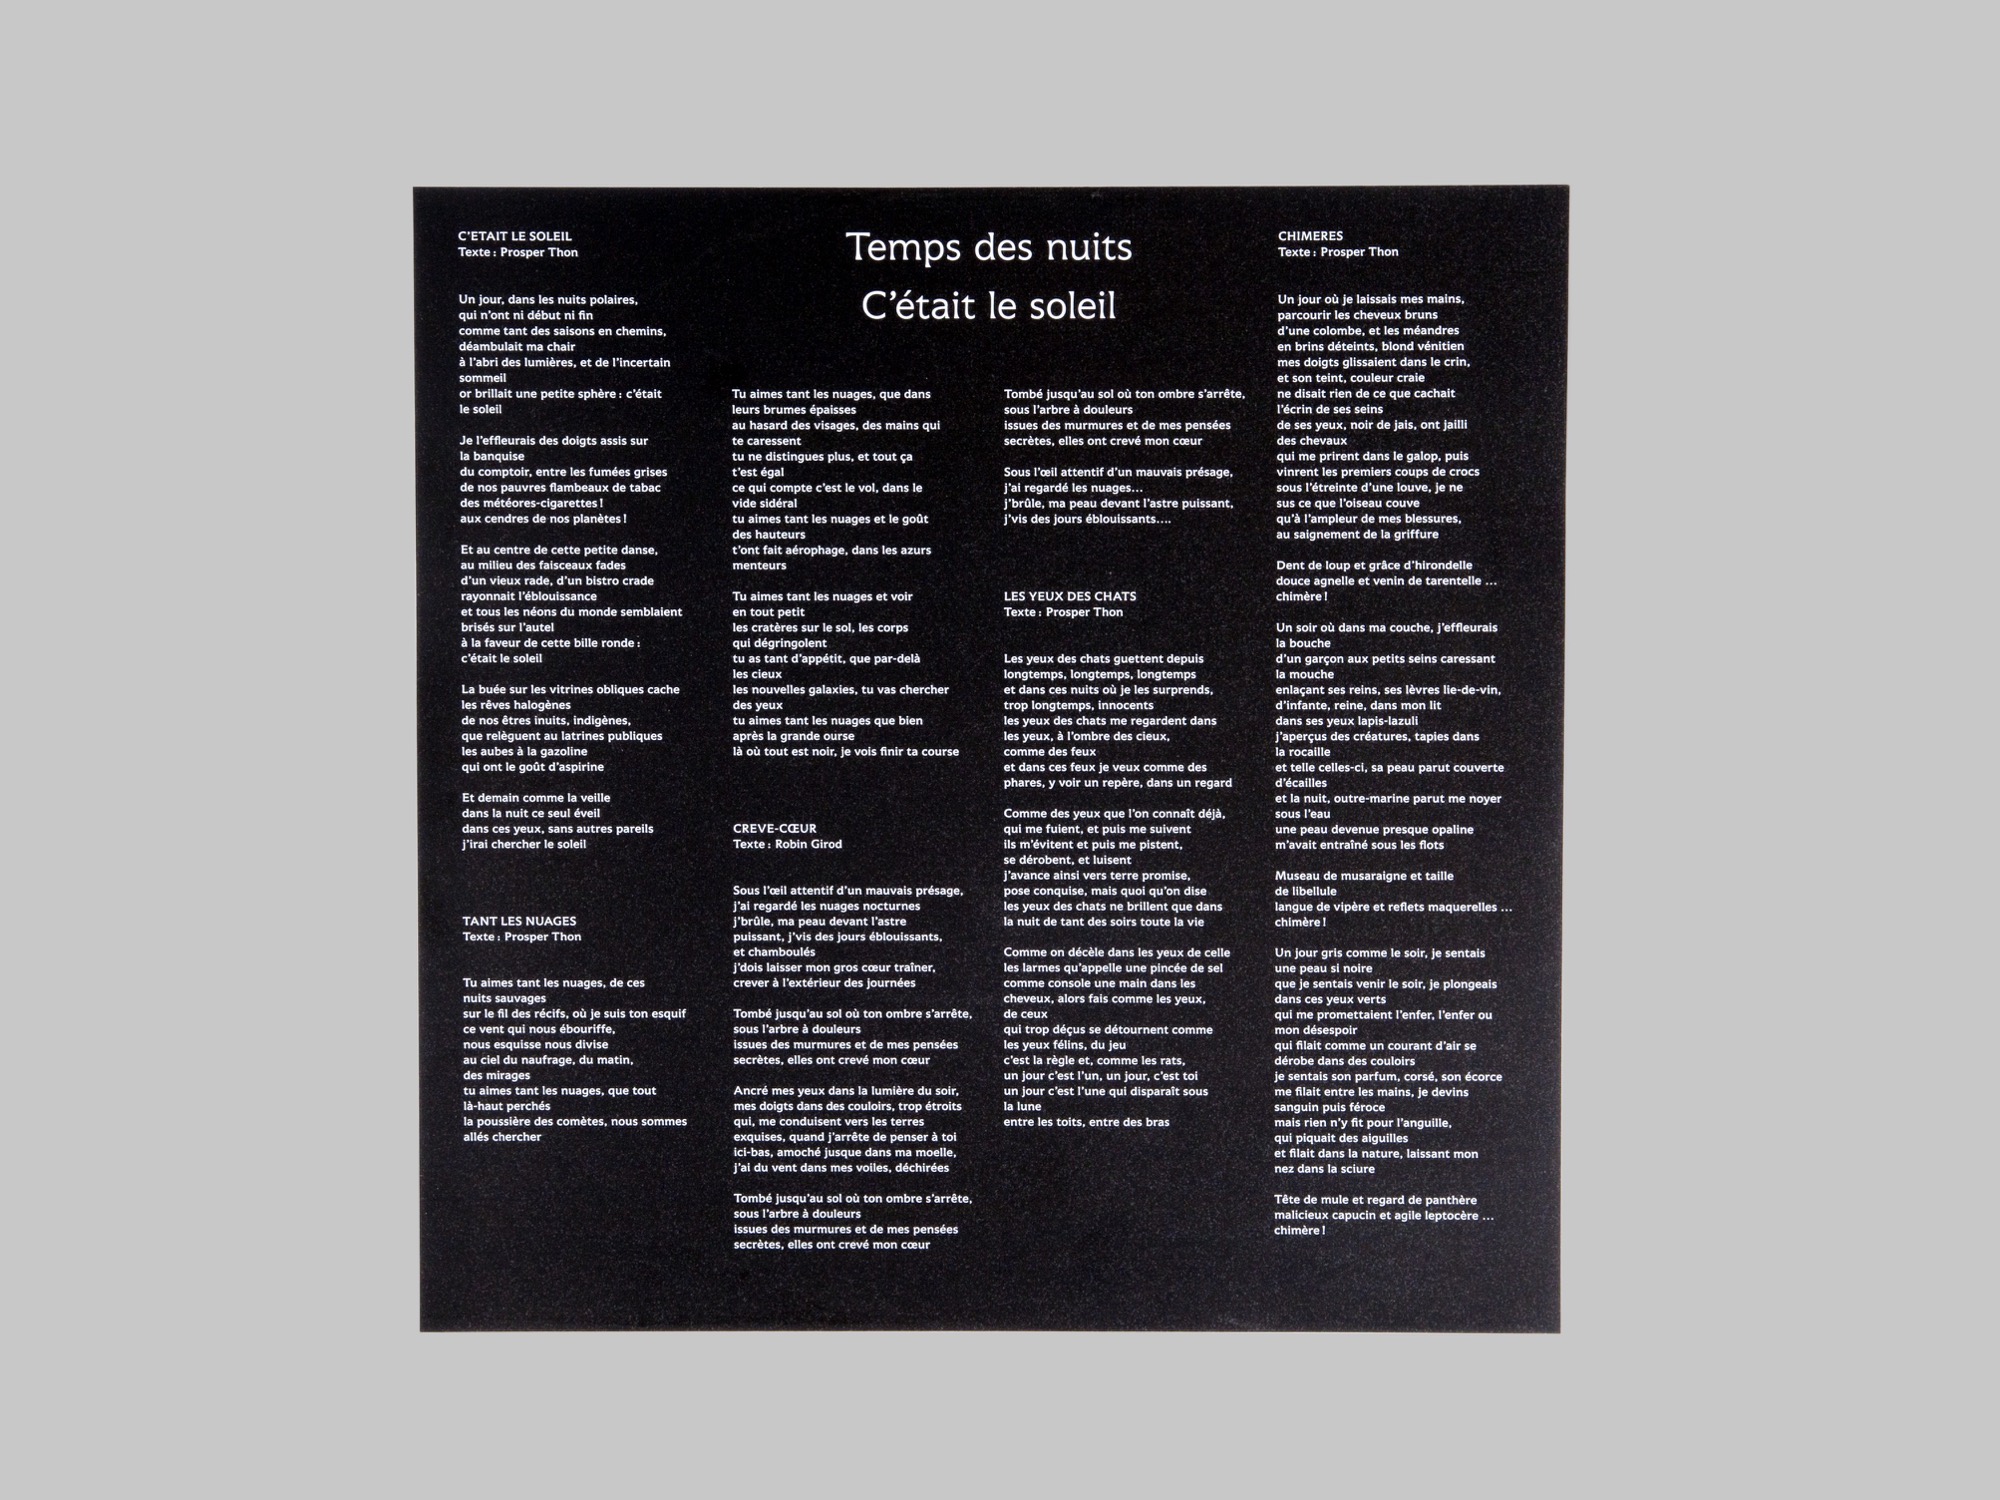 Temps des nuits
C'était le soleil
C'ETAIT LE SOLEIL
Texte : Prosper Thon
Un jour, dans les nuits polaires,
qui n'ont ni début ni fin
comme tant des saisons en chemins,
déambulait ma chair
à l'abri des lumières, et de l'incertain
sommeil
or brillait une petite sphère : c'était
le soleil
Je l'effleurais des doigts assis sur
la banquise
du comptoir, entre les fumées grises
de nos pauvres flambeaux de tabac
des météores-cigarettes !
aux cendres de nos planètes !
Et au centre de cette petite danse,
au milieu des faisceaux fades
d'un vieux rade, d'un bistro crade
rayonnait l'éblouissance
et tous les néons du monde semblaient
brisés sur l'autel
à la faveur de cette bille ronde :
c'était le soleil
La buée sur les vitrines obliques cache
les rêves halogènes
de nos êtres inuits, indigènes,
que relèguent au latrines publiques
les aubes à la gazoline
qui ont le goût d'aspirine
Et demain comme la veille
dans la nuit ce seul éveil
dans ces yeux, sans autres pareils
j'irai chercher le soleil
TANT LES NUAGES
Texte : Prosper Thon
Tu aimes tant les nuages, de ces
nuits sauvages
sur le fil des récifs, où je suis ton esquif
ce vent qui nous ébouriffe,
nous esquisse nous divise
au ciel du naufrage, du matin,
des mirages
tu aimes tant les nuages, que tout
là-haut perchés
la poussière des comètes, nous sommes
allés chercher
Tu aimes tant les nuages, que dans
leurs brumes épaisses
au hasard des visages, des mains qui
te caressent
tu ne distingues plus, et tout ça
t'est égal
ce qui compte c'est le vol, dans le
vide sidéral
tu aimes tant les nuages et le goût
des hauteurs
t'ont fait aérophage, dans les azurs
menteurs
Tu aimes tant les nuages et voir
en tout petit
les cratères sur le sol, les corps
qui dégringolent
tu as tant d'appétit, que par-delà
les cieux
les nouvelles galaxies, tu vas chercher
des yeux
tu aimes tant les nuages que bien
après la grande ourse
là où tout est noir, je vois finir ta course
CREVE-CŒUR
Texte : Robin Girod
Sous l'œil attentif d'un mauvais présage,
j'ai regardé les nuages nocturnes
j'brûle, ma peau devant l'astre
puissant, j'vis des jours éblouissants,
et chamboulés
j'dois laisser mon gros cœur traîner,
crever à l'extérieur des journées
Tombé jusqu'au sol où ton ombre s'arrête,
sous l'arbre à douleurs
issues des murmures et de mes pensées
secrètes, elles ont crevé mon cœur
Ancré mes yeux dans la lumière du soir,
mes doigts dans des couloirs, trop étroits
qui, me conduisent vers les terres
exquises, quand j'arrête de penser à toi
ici-bas, amoché jusque dans ma moelle,
j'ai du vent dans mes voiles, déchirées
Tombé jusqu'au sol où ton ombre s'arrête,
sous l'arbre à douleurs
issues des murmures et de mes pensées
secrètes, elles ont crevé mon cœur
Tombé jusqu'au sol où ton ombre s'arrête,
sous l'arbre à douleurs
issues des murmures et de mes pensées
secrètes, elles ont crevé mon cœur
Sous l'œil attentif d'un mauvais présage,
j'ai regardé les nuages...
j'brûle, ma peau devant l'astre puissant,
j'vis des jours éblouissants....
LES YEUX DES CHATS
Texte : Prosper Thon
Les yeux des chats guettent depuis
longtemps, longtemps, longtemps
et dans ces nuits où je les surprends,
trop longtemps, innocents
les yeux des chats me regardent dans
les yeux, à l'ombre des cieux,
comme des feux
et dans ces feux je veux comme des
phares, y voir un repère, dans un regard
Comme des yeux que l'on connaît déjà,
qui me fuient, et puis me suivent
ils m'évitent et puis me pistent,
se dérobent, et luisent
j'avance ainsi vers terre promise,
pose conquise, mais quoi qu'on dise
les yeux des chats ne brillent que dans
la nuit de tant des soirs toute la vie
Comme on décèle dans les yeux de celle
les larmes qu'appelle une pincée de sel
comme console une main dans les
cheveux, alors fais comme les yeux,
de ceux
qui trop déçus se détournent comme
les yeux félins, du jeu
c'est la règle et, comme les rats,
un jour c'est l'un, un jour, c'est toi
un jour c'est l'une qui disparaît sous
la lune
entre les toits, entre des bras
CHIMERES
Texte : Prosper Thon
Un jour où je laissais mes mains,
parcourir les cheveux bruns
d'une colombe, et les méandres
en brins déteints, blond vénitien
mes doigts glissaient dans le crin,
et son teint, couleur craie
ne disait rien de ce que cachait
l'écrin de ses seins
de ses yeux, noir de jais, ont jailli
des chevaux
qui me prirent dans le galop, puis
vinrent les premiers coups de crocs
sous l'étreinte d'une louve, je ne
sus ce que l'oiseau couve
qu'à l'ampleur de mes blessures,
au saignement de la griffure
Dent de loup et grâce d'hirondelle
douce agnelle et venin de tarentelle ...
chimère !
Un soir où dans ma couche, j'effleurais
la bouche
d'un garçon aux petits seins caressant
la mouche
enlaçant ses reins, ses lèvres lie-de-vin,
d'infante, reine, dans mon lit
dans ses yeux lapis-lazuli
j'aperçus des créatures, tapies dans
la rocaille
et telle celles-ci, sa peau parut couverte
d'écailles
et la nuit, outre-marine parut me noyer
sous l'eau
une peau devenue presque opaline
m'avait entraîné sous les flots
Museau de musaraigne et taille
de libellule
langue de vipère et reflets maquerelles ...
chimère !
Un jour gris comme le soir, je sentais
une peau si noire
que je sentais venir le soir, je plongeais
dans ces yeux verts
qui me promettaient l'enfer, l'enfer ou
mon désespoir
qui filait comme un courant d'air se
dérobe dans des couloirs
je sentais son parfum, corsé, son écorce
me filait entre les mains, je devins
sanguin puis féroce
mais rien n'y fit pour l'anguille,
qui piquait des aiguilles
et filait dans la nature, laissant mon
nez dans la sciure
Tête de mule et regard de panthère
malicieux capucin et agile leptocère ...
chimère !